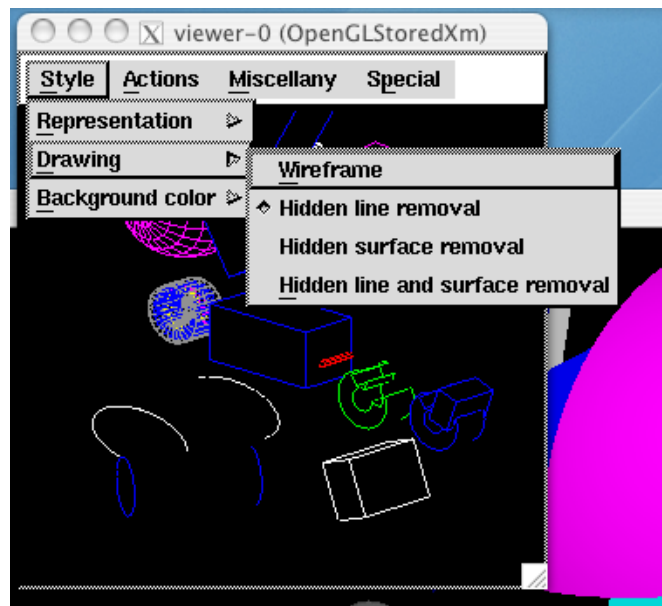 viewer-0 (OpenGLStoredXm)
Style Actions Miscellany Special
Representation
Drawing
Background color
Wireframe
Hidden line removal
Hidden surface removal
Hidden line and surface removal